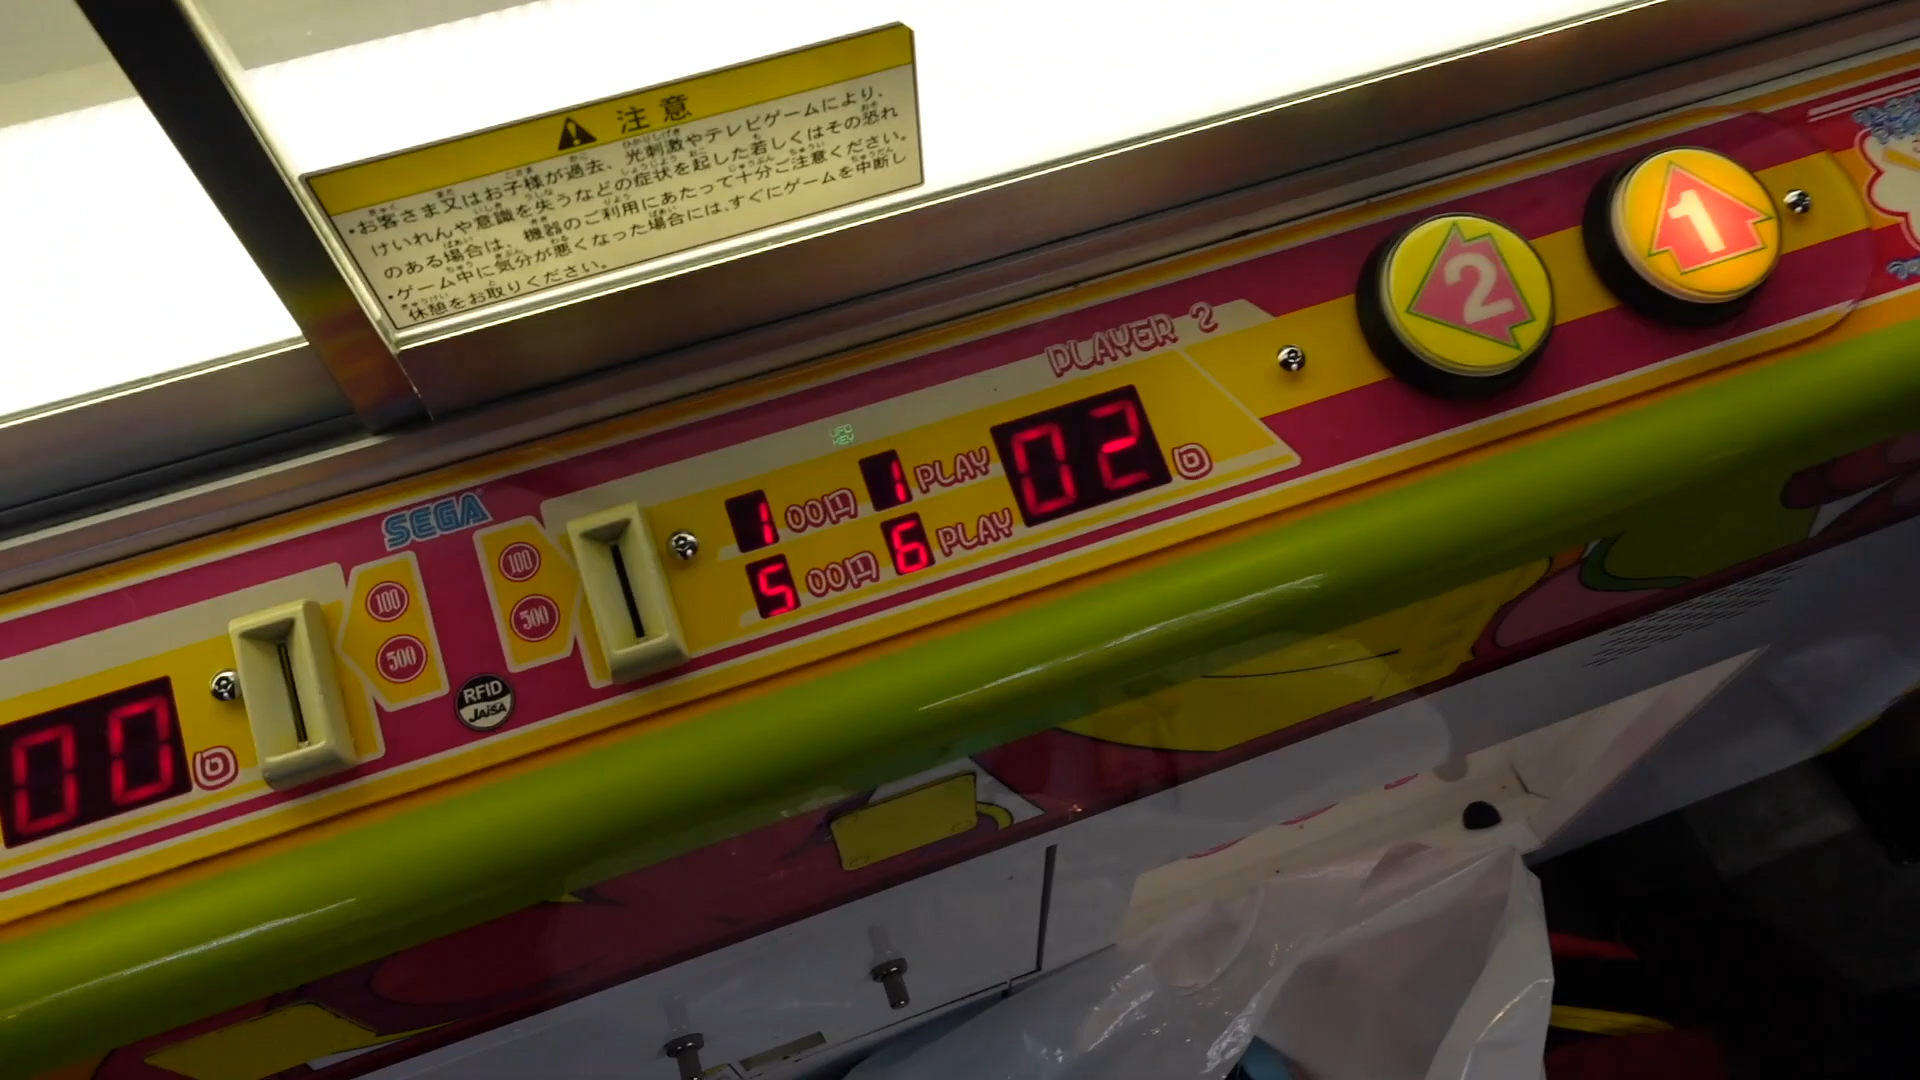 注意
・お客さま又はお子様が過去、光刺激やテレビゲームにより、
けいれんや意識を失うなどの症状を起した若しくはその恐れ
のある場合は、機器のご利用にあたって十分ご注意ください。
・ゲーム中に気分が悪くなった場合には、すぐにゲームを中断し
休憩をお取りください。
1
2
PLAYER 2
UFO
KEY
1 00円 1 PLAY
5 00円 6 PLAY
02
SEGA
100
500
100
500
RFID
JAISA
00